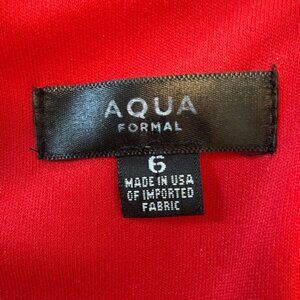 AQUA
FORMAL
6
MADE IN USA
OF IMPORTED
FABRIC